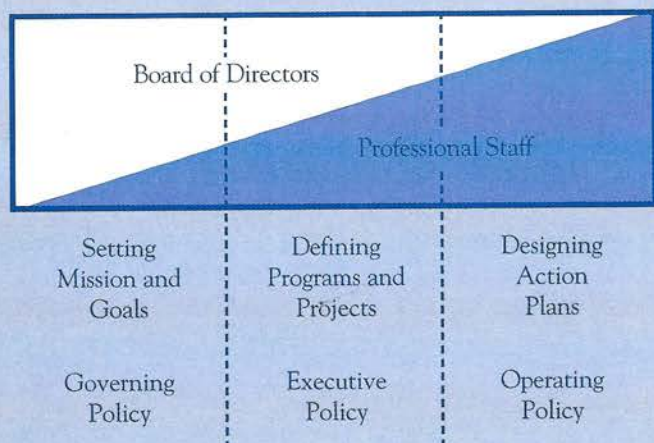 Board of Directors
Professional Staff
Setting
Mission and
Goals
Defining
Programs and
Projects
Designing
Action
Plans
Governing
Policy
Executive
Policy
Operating
Policy